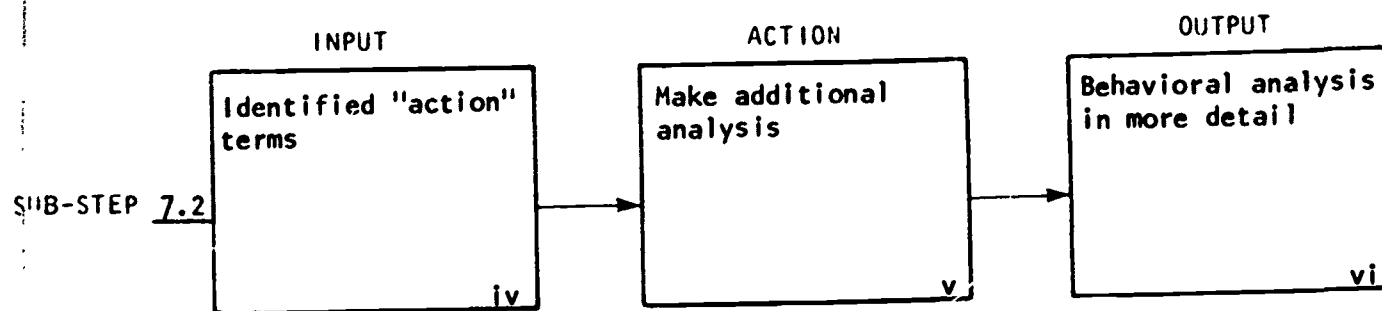 INPUT
ACTION
OUTPUT
Identified "action"
terms
Make additional
analysis
Behavioral analysis
in more detail
SUB-STEP 7.2
iv
v
vi